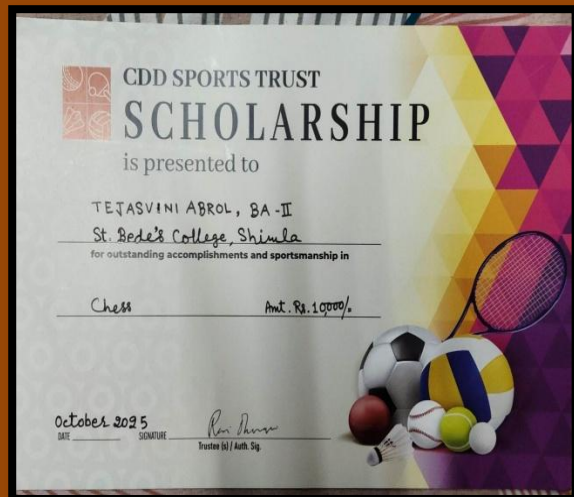 CDD SPORTS TRUST
SCHOLARSHIP
is presented to
TEJASVINI ABROL, BA-II
St. Bede's College, Shimla
for outstanding accomplishments and sportsmanship in
Chess Amt. Rs. 10,000/.
October 2025
DATE SIGNATURE
Trustee (s) / Auth. Sig.